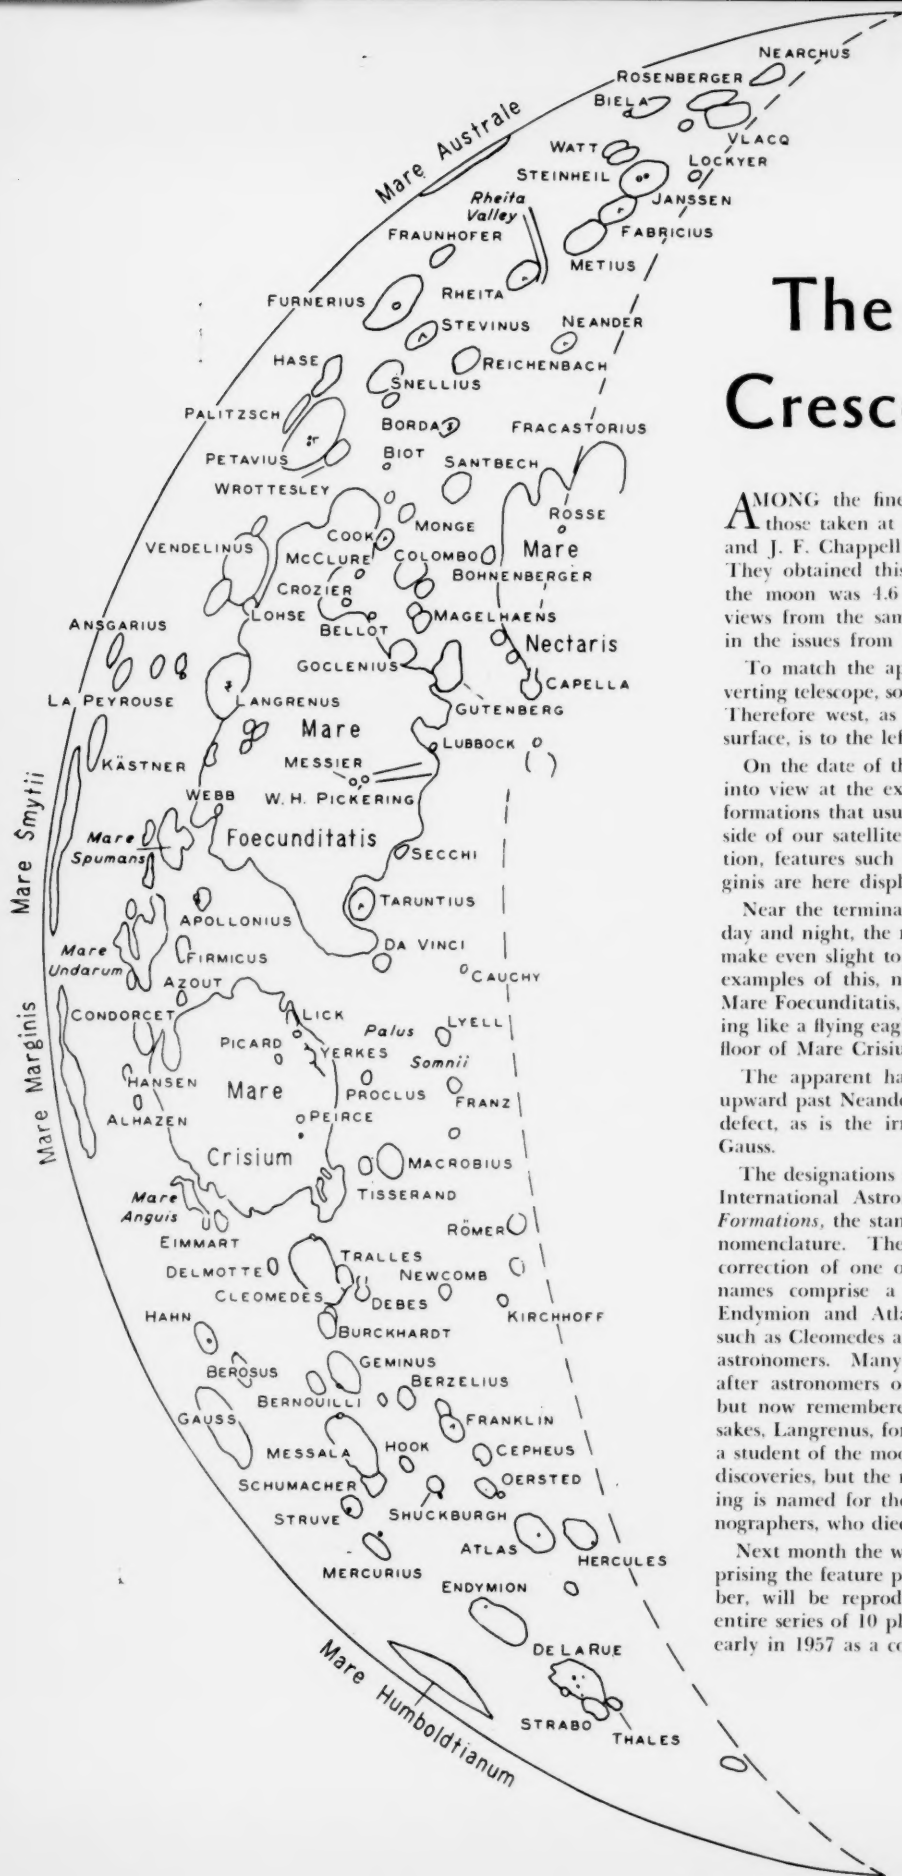 NEARCHUS
ROSENBERGER
BIELA
VLACQ
WATT
LOCKYER
STEINHEIL
Mare Australe
JANSSEN
Rheita
Valley
FABRICIUS
FRAUNHOFER
METIUS
RHEITA
FURNERIUS
STEVINUS
NEANDER
HASE
REICHENBACH
SNELLIUS
PALITZSCH
BORDA
FRACASTORIUS
PETAVIUS
BIOT
SANTBECH
WROTTESLEY
ROSSE
MONGE
COOK
VENDELINUS
MCCLURE
COLOMBO
Mare
BOHNENBERGER
CROZIER
LOHSE
MAGELHAENS
ANSGARIUS
BELLOT
Nectaris
GOCLENIUS
CAPELLA
LA PEYROUSE
LANGRENUS
GUTENBERG
Mare
LUBBOCK
KÄSTNER
MESSIER
W. H. PICKERING
WEBB
Mare Smytii
Mare
Spumans
Foecunditatis
SECCHI
TARUNTIUS
APOLLONIUS
DA VINCI
Mare
Undarum
FIRMICUS
CAUCHY
AZOUT
CONDORCET
LICK
LYELL
PICARD
Palus
Somnii
YERKES
HANSEN
Mare
PROCLUS
FRANZ
ALHAZEN
PEIRCE
Mare Marginis
Crisium
MACROBIUS
TISSERAND
Mare
Anguis
RÖMER
EIMMART
TRALLES
DELMOTTE
NEWCOMB
CLEOMEDES
DEBES
KIRCHHOFF
HAHN
BURCKHARDT
GEMINUS
BEROSUS
BERZELIUS
BERNOUILLI
GAUSS
FRANKLIN
MESSALA
HOOK
CEPHEUS
SCHUMACHER
OERSTED
STRUVE
SHUCKBURGH
ATLAS
HERCULES
MERCURIUS
ENDYMION
DE LA RUE
Mare Humboldtianum
STRABO
THALES
The
Cresc
AMONG the fine
those taken at
and J. F. Chappell
They obtained this
the moon was 4.6
views from the san
in the issues from
To match the ap
verting telescope, so
Therefore west, as
surface, is to the lef
On the date of th
into view at the ex
formations that usu
side of our satellite
tion, features such
ginis are here displ
Near the termina
day and night, the r
make even slight to
examples of this, n
Mare Foecunditatis,
ing like a flying eag
floor of Mare Crisiu
The apparent ha
upward past Neande
defect, as is the irr
Gauss.
The designations
International Astro
Formations, the stan
nomenclature. The
correction of one o
names comprise a
Endymion and Atla
such as Cleomedes a
astronomers. Many
after astronomers o
but now remembere
sakes, Langrenus, for
a student of the moo
discoveries, but the r
ing is named for the
nographers, who died
Next month the w
prising the feature p
ber, will be reprod
entire series of 10 pl
early in 1957 as a co